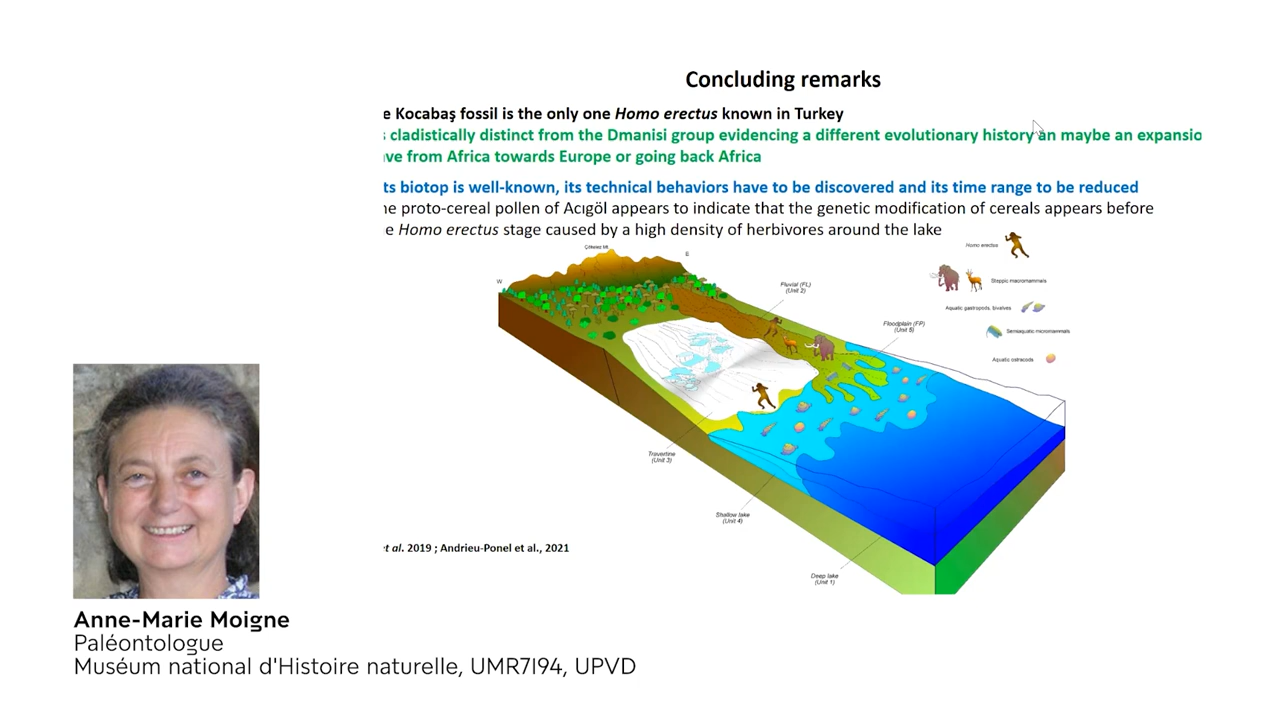 Concluding remarks
e Kocabaş fossil is the only one Homo erectus known in Turkey
s cladistically distinct from the Dmanisi group evidencing a different evolutionary history an maybe an expansio
ve from Africa towards Europe or going back Africa
ts biotop is well-known, its technical behaviors have to be discovered and its time range to be reduced
ne proto-cereal pollen of Acıgöl appears to indicate that the genetic modification of cereals appears before
e Homo erectus stage caused by a high density of herbivores around the lake
Homo erectus
W
E
Steppic macromammals
Fluvial (FL)
(Unit 2)
Aquatic gastropods, bivalves
Floodplain (FP)
(Unit 5)
Semiaquatic micromammals
Aquatic ostracods
Travertine
(Unit 3)
Shallow lake
(Unit 4)
Deep lake
(Unit 1)
et al. 2019 ; Andrieu-Ponel et al., 2021
Anne-Marie Moigne
Paléontologue
Muséum national d'Histoire naturelle, UMR7194, UPVD